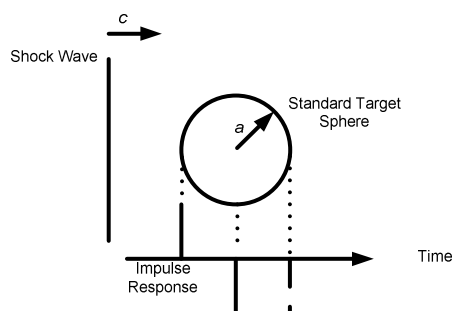 c
Shock Wave
Standard Target
Sphere
a
Time
Impulse
Response